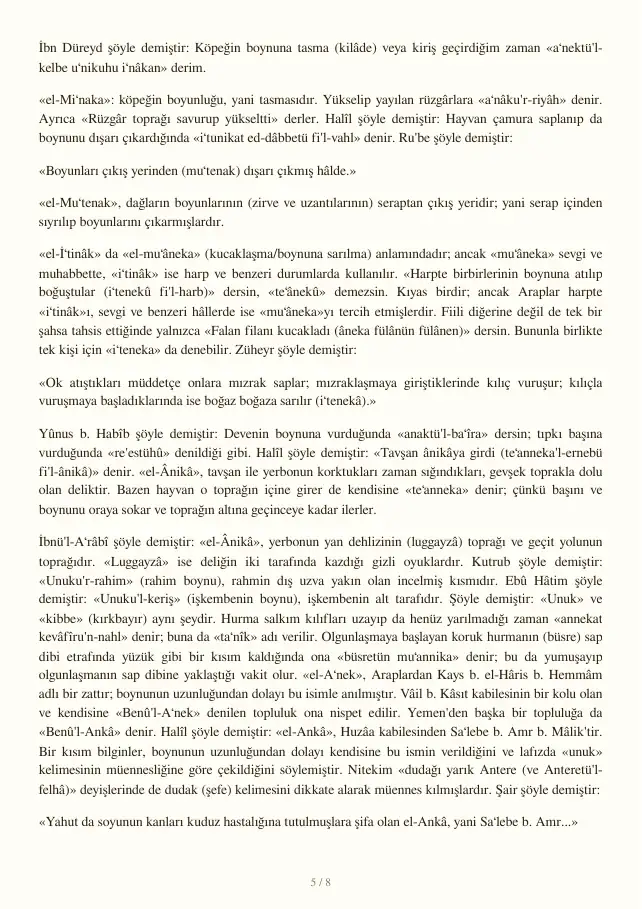 İbn Düreyd şöyle demiştir: Köpeğin boynuna tasma (kilâde) veya kiriş geçirdiğim zaman «a‘nektü'l-
kelbe u‘nikuhu i‘nâkan» derim.
«el-Mi‘naka»: köpeğin boyunluğu, yani tasmasıdır. Yükselip yayılan rüzgârlara «a‘nâku'r-riyâh» denir.
Ayrıca «Rüzgâr toprağı savurup yükseltti» derler. Halîl şöyle demiştir: Hayvan çamura saplanıp da
boynunu dışarı çıkardığında «i‘tunikat ed-dâbbetü fi'l-vahl» denir. Ru'be şöyle demiştir:
«Boyunları çıkış yerinden (mu‘tenak) dışarı çıkmış hâlde.»
«el-Mu‘tenak», dağların boyunlarının (zirve ve uzantılarının) seraptan çıkış yeridir; yani serap içinden
sıyrılıp boyunlarını çıkarmışlardır.
«el-İ‘tinâk» da «el-mu‘âneka» (kucaklaşma/boynuna sarılma) anlamındadır; ancak «mu‘âneka» sevgi ve
muhabbette, «i‘tinâk» ise harp ve benzeri durumlarda kullanılır. «Harpte birbirlerinin boynuna atılıp
boğuştular (i‘tenekû fi'l-harb)» dersin, «te‘ânekû» demezsin. Kıyas birdir; ancak Araplar harpte
«i‘tinâk»ı, sevgi ve benzeri hâllerde ise «mu‘âneka»yı tercih etmişlerdir. Fiili diğerine değil de tek bir
şahsa tahsis ettiğinde yalnızca «Falan filanı kucakladı (âneka fülânün fülânen)» dersin. Bununla birlikte
tek kişi için «i‘teneka» da denebilir. Züheyr şöyle demiştir:
«Ok atıştıkları müddetçe onlara mızrak saplar; mızraklaşmaya giriştiklerinde kılıç vuruşur; kılıçla
vuruşmaya başladıklarında ise boğaz boğaza sarılır (i‘tenekâ).»
Yûnus b. Habîb şöyle demiştir: Devenin boynuna vurduğunda «anaktü'l-ba‘îra» dersin; tıpkı başına
vurduğunda «re'estühû» denildiği gibi. Halîl şöyle demiştir: «Tavşan ânikâya girdi (te‘anneka'l-ernebü
fi'l-ânikâ)» denir. «el-Ânikâ», tavşan ile yerbonun korktukları zaman sığındıkları, gevşek toprakla dolu
olan deliktir. Bazen hayvan o toprağın içine girer de kendisine «te‘anneka» denir; çünkü başını ve
boynunu oraya sokar ve toprağın altına geçinceye kadar ilerler.
İbnü'l-A‘râbî şöyle demiştir: «el-Ânikâ», yerbonun yan dehlizinin (luggayzâ) toprağı ve geçit yolunun
toprağıdır. «Luggayzâ» ise deliğin iki tarafında kazdığı gizli oyuklardır. Kutrub şöyle demiştir:
«Unuku'r-rahim» (rahim boynu), rahmin dış uzva yakın olan incelmiş kısmıdır. Ebû Hâtim şöyle
demiştir: «Unuku'l-keriş» (işkembenin boynu), işkembenin alt tarafıdır. Şöyle demiştir: «Unuk» ve
«kibbe» (kırkbayır) aynı şeydir. Hurma salkım kılıfları uzayıp da henüz yarılmadığı zaman «annekat
kevâfîru'n-nahl» denir; buna da «ta‘nîk» adı verilir. Olgunlaşmaya başlayan koruk hurmanın (büsre) sap
dibi etrafında yüzük gibi bir kısım kaldığında ona «büsretün mu‘annika» denir; bu da yumuşayıp
olgunlaşmanın sap dibine yaklaştığı vakit olur. «el-A‘nek», Araplardan Kays b. el-Hâris b. Hemmâm
adlı bir zattır; boynunun uzunluğundan dolayı bu isimle anılmıştır. Vâil b. Kâsıt kabilesinin bir kolu olan
ve kendisine «Benû'l-A‘nek» denilen topluluk ona nispet edilir. Yemen'den başka bir topluluğa da
«Benû'l-Ankâ» denir. Halîl şöyle demiştir: «el-Ankâ», Huzâa kabilesinden Sa‘lebe b. Amr b. Mâlik'tir.
Bir kısım bilginler, boynunun uzunluğundan dolayı kendisine bu ismin verildiğini ve lafızda «unuk»
kelimesinin müennesliğine göre çekildiğini söylemiştir. Nitekim «dudağı yarık Antere (ve Anteretü'l-
felhâ)» deyişlerinde de dudak (şefe) kelimesini dikkate alarak müennes kılmışlardır. Şair şöyle demiştir:
«Yahut da soyunun kanları kuduz hastalığına tutulmuşlara şifa olan el-Ankâ, yani Sa‘lebe b. Amr...»
5 / 8